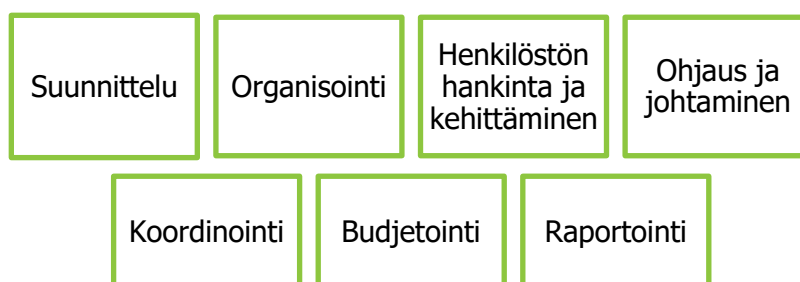 Suunnittelu
Organisointi
Henkilöstön
hankinta ja
kehittäminen
Ohjaus ja
johtaminen
Koordinointi
Budjetointi
Raportointi